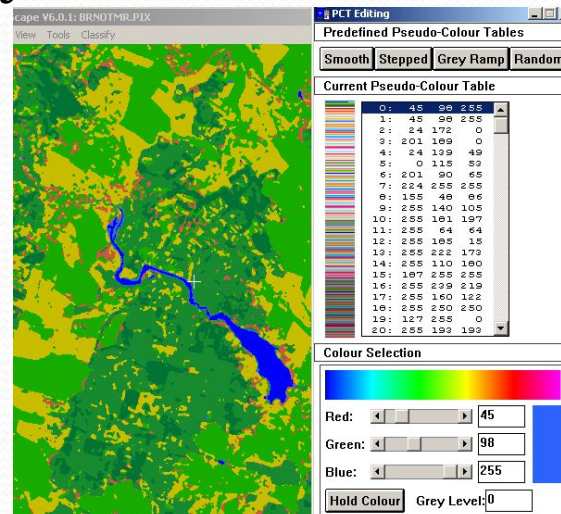 cape V6.0.1: BRNOTMR.PIX
View Tools Classify
PCT Editing
Predefined Pseudo-Colour Tables
Smooth Stepped Grey Ramp Random
Current Pseudo-Colour Table
0: 45 98 255
1: 45 98 255
2: 24 172 0
3: 201 189 0
4: 24 139 49
5: 0 115 53
6: 201 90 65
7: 224 255 255
8: 155 48 86
9: 255 140 105
10: 255 181 197
11: 255 64 64
12: 255 185 15
13: 255 222 173
14: 255 110 180
15: 187 255 255
16: 255 239 219
17: 255 160 122
18: 255 250 250
19: 127 255 0
20: 255 193 193
Colour Selection
Red: 45
Green: 98
Blue: 255
Hold Colour Grey Level: 0